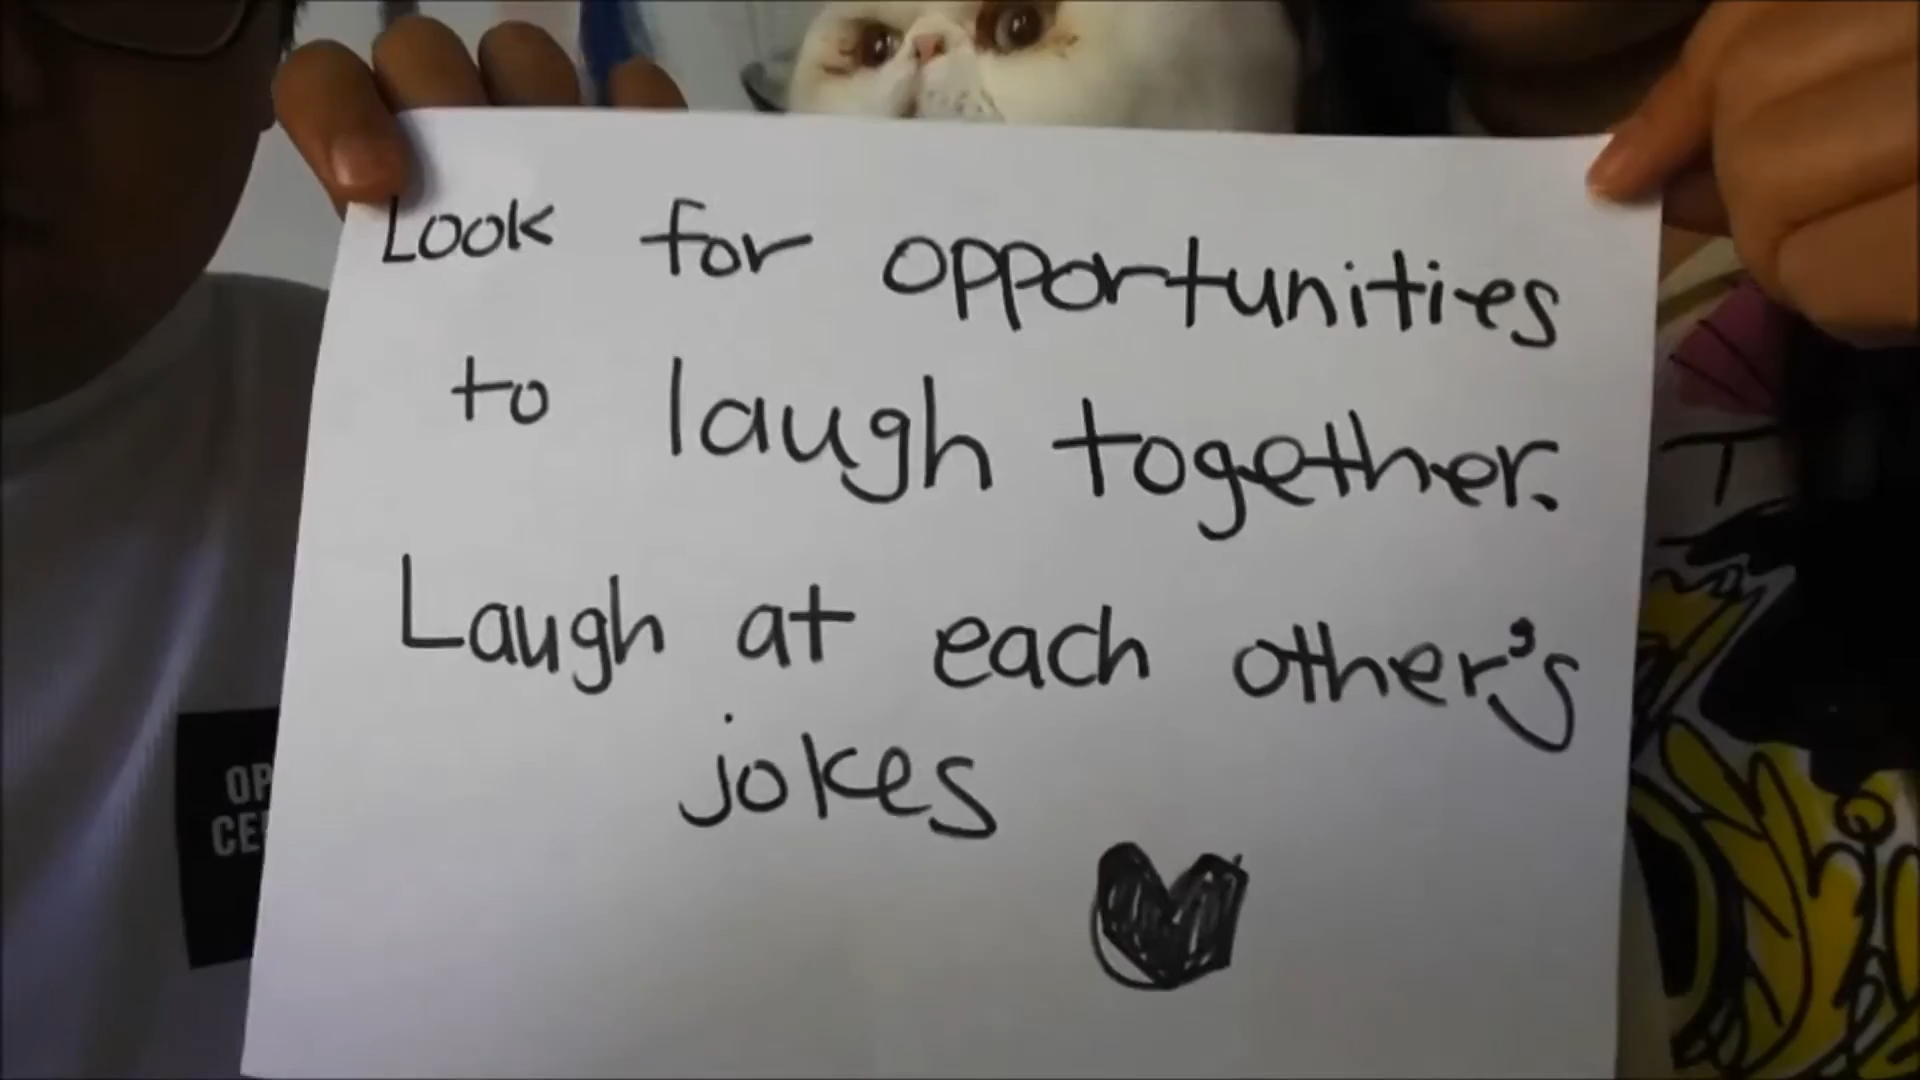 Look for opportunities
to laugh together.
Laugh at each other's
jokes